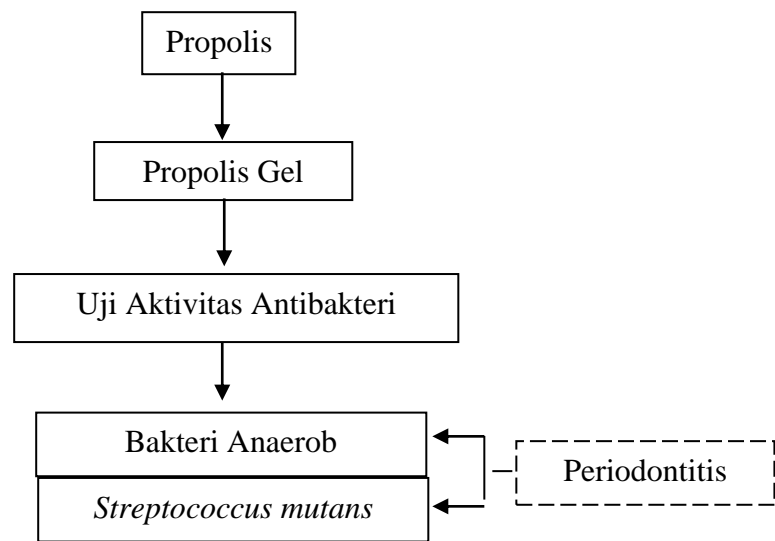 Propolis
Propolis Gel
Uji Aktivitas Antibakteri
Bakteri Anaerob
Periodontitis
Streptococcus mutans